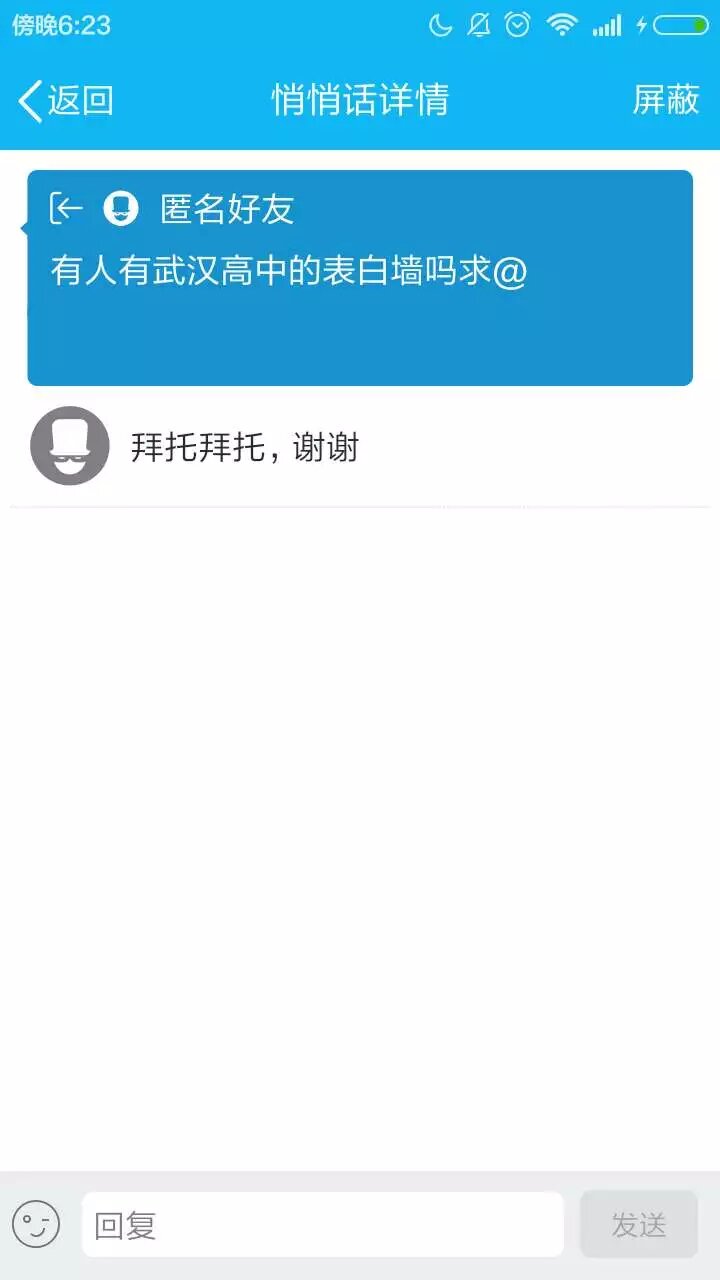 傍晚6:23
返回 悄悄话详情 屏蔽
匿名好友
有人有武汉高中的表白墙吗求@
拜托拜托，谢谢
回复 发送